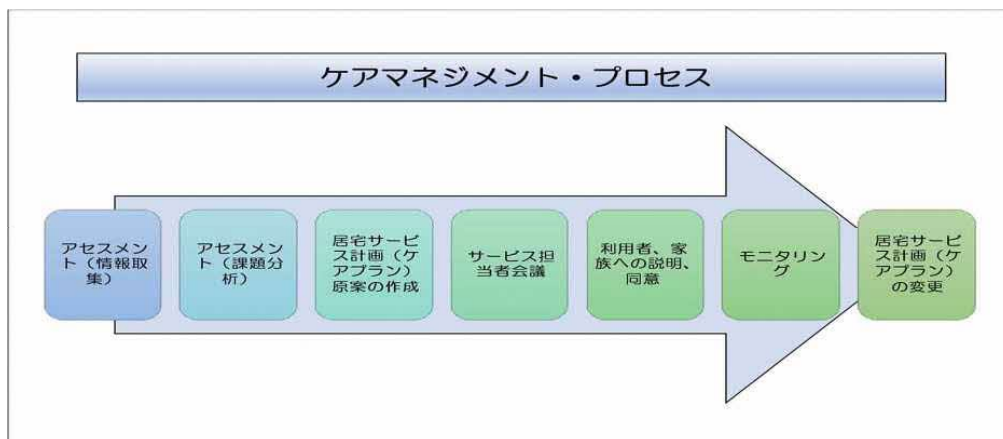 ケアマネジメント・プロセス
アセスメン
ト（情報取
集）
アセスメン
ト（課題分
析）
居宅サービ
ス計画（ケ
アプラン）
原案の作成
サービス担
当者会議
利用者、家
族への説明、
同意
モニタリン
グ
居宅サービ
ス計画（ケ
アプラン）
の変更